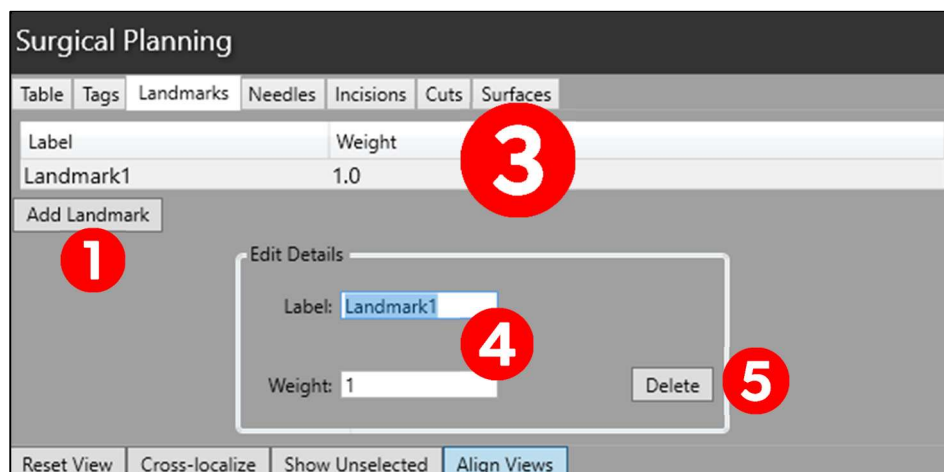 Surgical Planning
Table Tags Landmarks Needles Incisions Cuts Surfaces
Label Weight
Landmark1 1.0
3
Add Landmark
1
Edit Details
Label: Landmark1
4
Weight: 1
Delete 5
Reset View Cross-localize Show Unselected Align Views